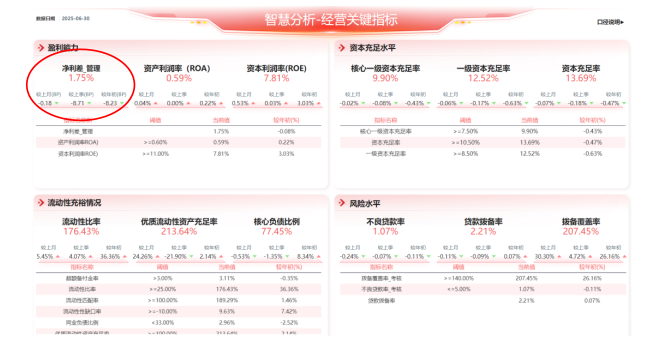 数据日期 2025-06-30
智慧分析-经营关键指标
口径说明▸
盈利能力
净利差_管理 资产利润率（ROA） 资本利润率(ROE)
1.75% 0.59% 7.81%
较上月(BP) 较上季(BP) 较年初(BP) 较上月 较上季 较年初 较上月 较上季 较年初
-0.18 -8.71 -8.23 0.04% 0.00% 0.22% 0.53% 0.03% 3.03%
指标名称 阈值 当前值 较年初(%)
净利差_管理 1.75% -0.08%
资产利润率(ROA) >=0.60% 0.59% 0.22%
资本利润率(ROE) >=11.00% 7.81% 3.03%
资本充足水平
核心一级资本充足率 一级资本充足率 资本充足率
9.90% 12.52% 13.69%
较上月 较上季 较年初 较上月 较上季 较年初 较上月 较上季 较年初
-0.02% -0.08% -0.43% -0.06% -0.17% -0.63% -0.07% -0.18% -0.47%
指标名称 阈值 当前值 较年初(%)
核心一级资本充足率 >=7.50% 9.90% -0.43%
资本充足率 >=10.50% 13.69% -0.47%
一级资本充足率 >=8.50% 12.52% -0.63%
流动性充裕情况
流动性比率 优质流动性资产充足率 核心负债比例
176.43% 213.64% 77.45%
较上月 较上季 较年初 较上月 较上季 较年初 较上月 较上季 较年初
5.45% 4.07% 36.36% 24.26% -21.90% 2.14% -0.53% -1.35% 8.34%
指标名称 阈值 当前值 较年初(%)
超额备付金率 >3.00% 3.11% -0.35%
流动性比率 >=25.00% 176.43% 36.36%
流动性匹配率 >=100.00% 189.29% 1.46%
流动性性缺口率 >=-10.00% 9.63% 7.42%
同业负债比例 <33.00% 2.96% -2.52%
优质流动性资产充足率 >=100.00% 213.64% 2.14%
风险水平
不良贷款率 贷款拨备率 拨备覆盖率
1.07% 2.21% 207.45%
较上月 较上季 较年初 较上月 较上季 较年初 较上月 较上季 较年初
-0.24% -0.07% -0.11% -0.11% -0.09% 0.07% 30.30% 4.72% 26.16%
指标名称 阈值 当前值 较年初(%)
拨备覆盖率_考核 >=140.00% 207.45% 26.16%
不良贷款率_考核 <=5.00% 1.07% -0.11%
贷款拨备率 2.21% 0.07%